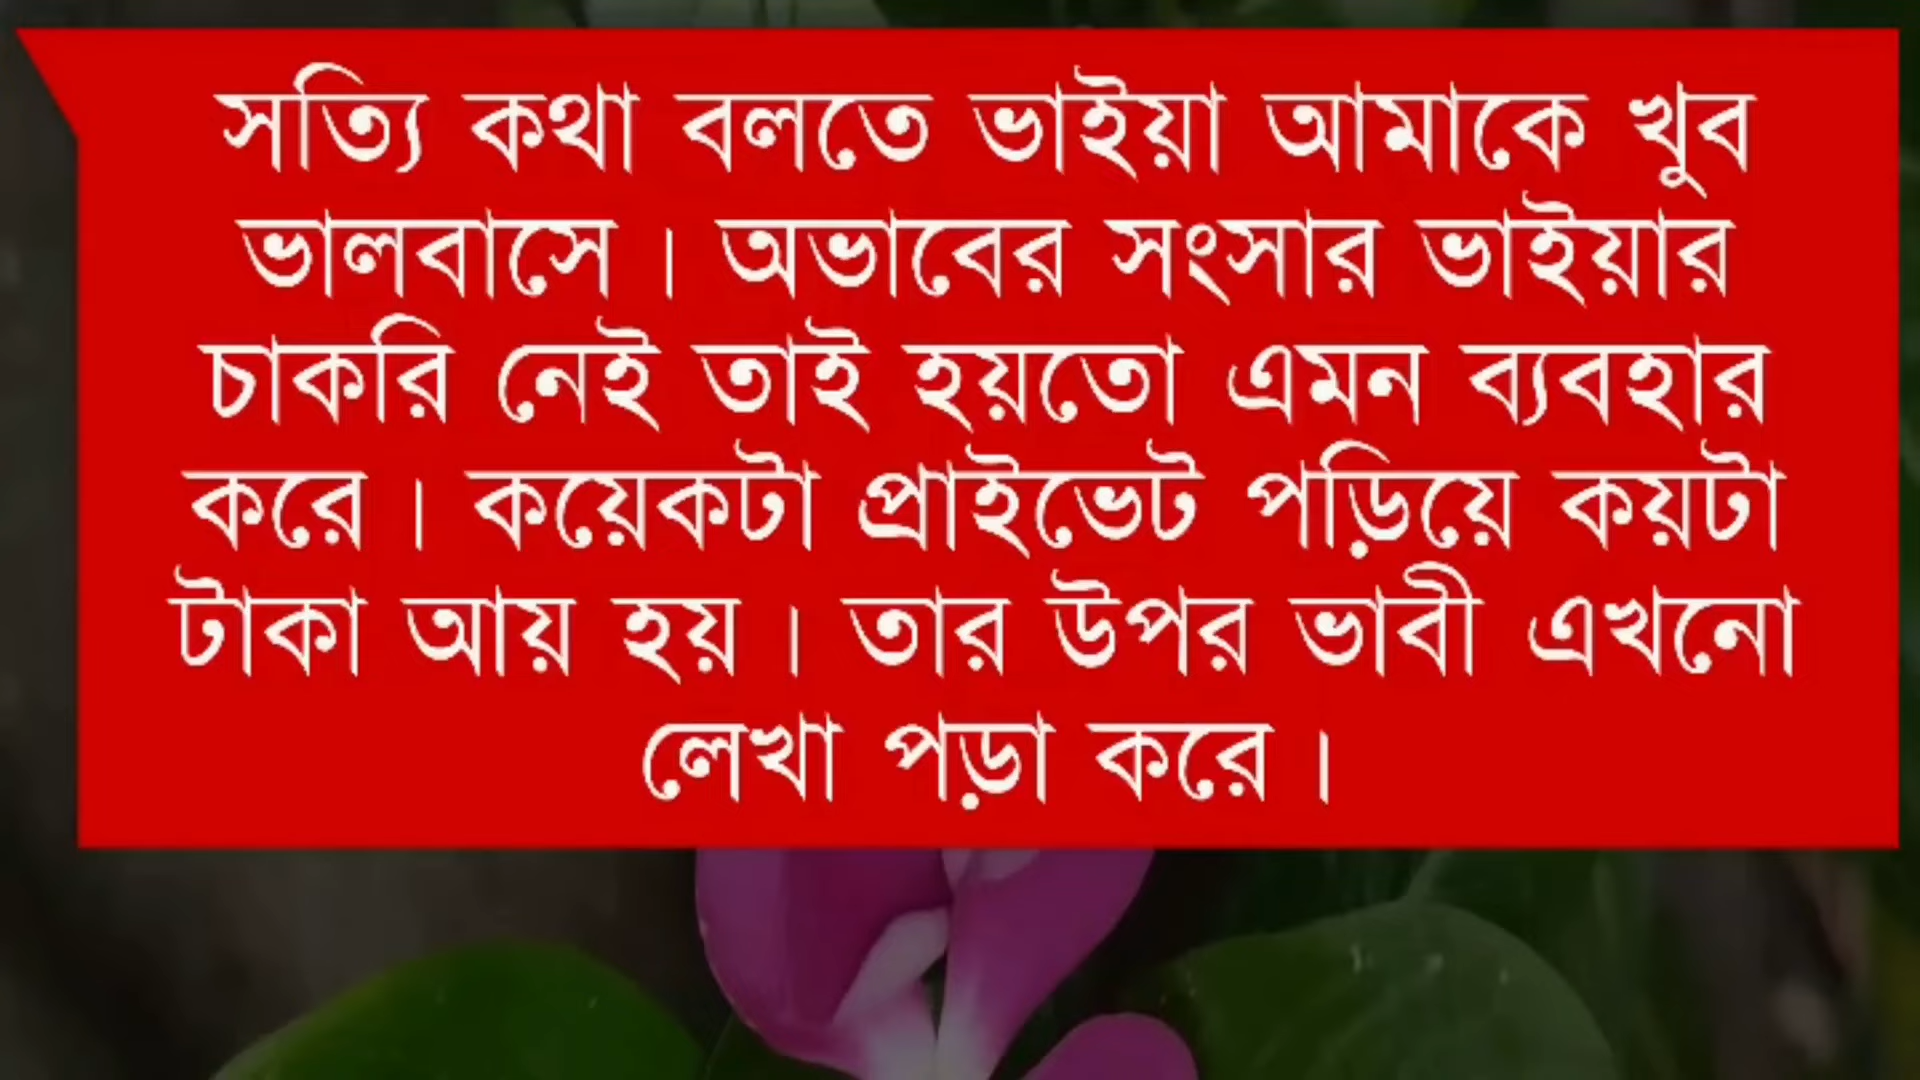 সত্যি কথা বলতে ভাইয়া আমাকে খুব
ভালবাসে। অভাবের সংসার ভাইয়ার
চাকরি নেই তাই হয়তো এমন ব্যবহার
করে। কয়েকটা প্রাইভেট পড়িয়ে কয়টা
টাকা আয় হয়। তার উপর ভাবী এখনো
লেখা পড়া করে।